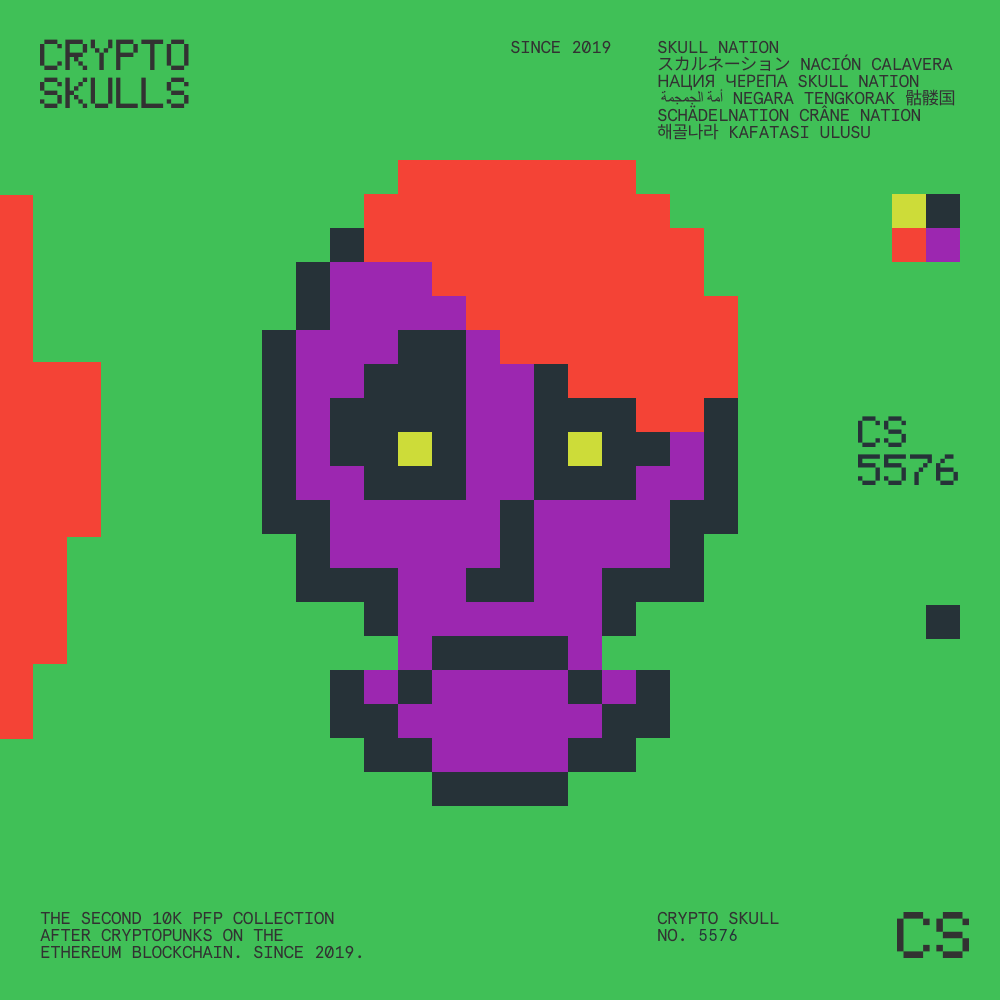 CRYPTO
SKULLS
SINCE 2019
SKULL NATION
スカルネーション NACIÓN CALAVERA
НАЦИЯ ЧЕРЕПА SKULL NATION
أمة الجمجمة NEGARA TENGKORAK 骷髅国
SCHÄDELNATION CRÂNE NATION
해골나라 KAFATASI ULUSU
CS
5576
THE SECOND 10K PFP COLLECTION
AFTER CRYPTOPUNKS ON THE
ETHEREUM BLOCKCHAIN. SINCE 2019.
CRYPTO SKULL
NO. 5576
CS